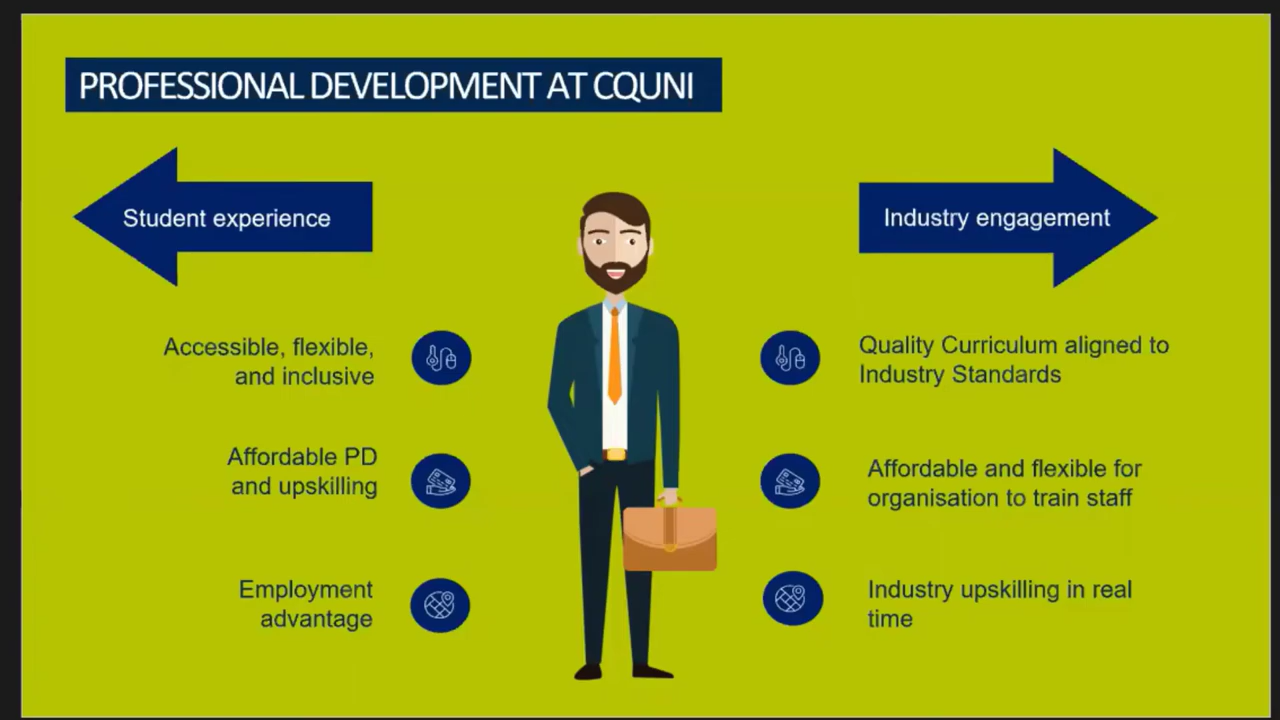 PROFESSIONAL DEVELOPMENT AT CQUNI
Student experience
Accessible, flexible,
and inclusive
Affordable PD
and upskilling
Employment
advantage
Industry engagement
Quality Curriculum aligned to
Industry Standards
Affordable and flexible for
organisation to train staff
Industry upskilling in real
time